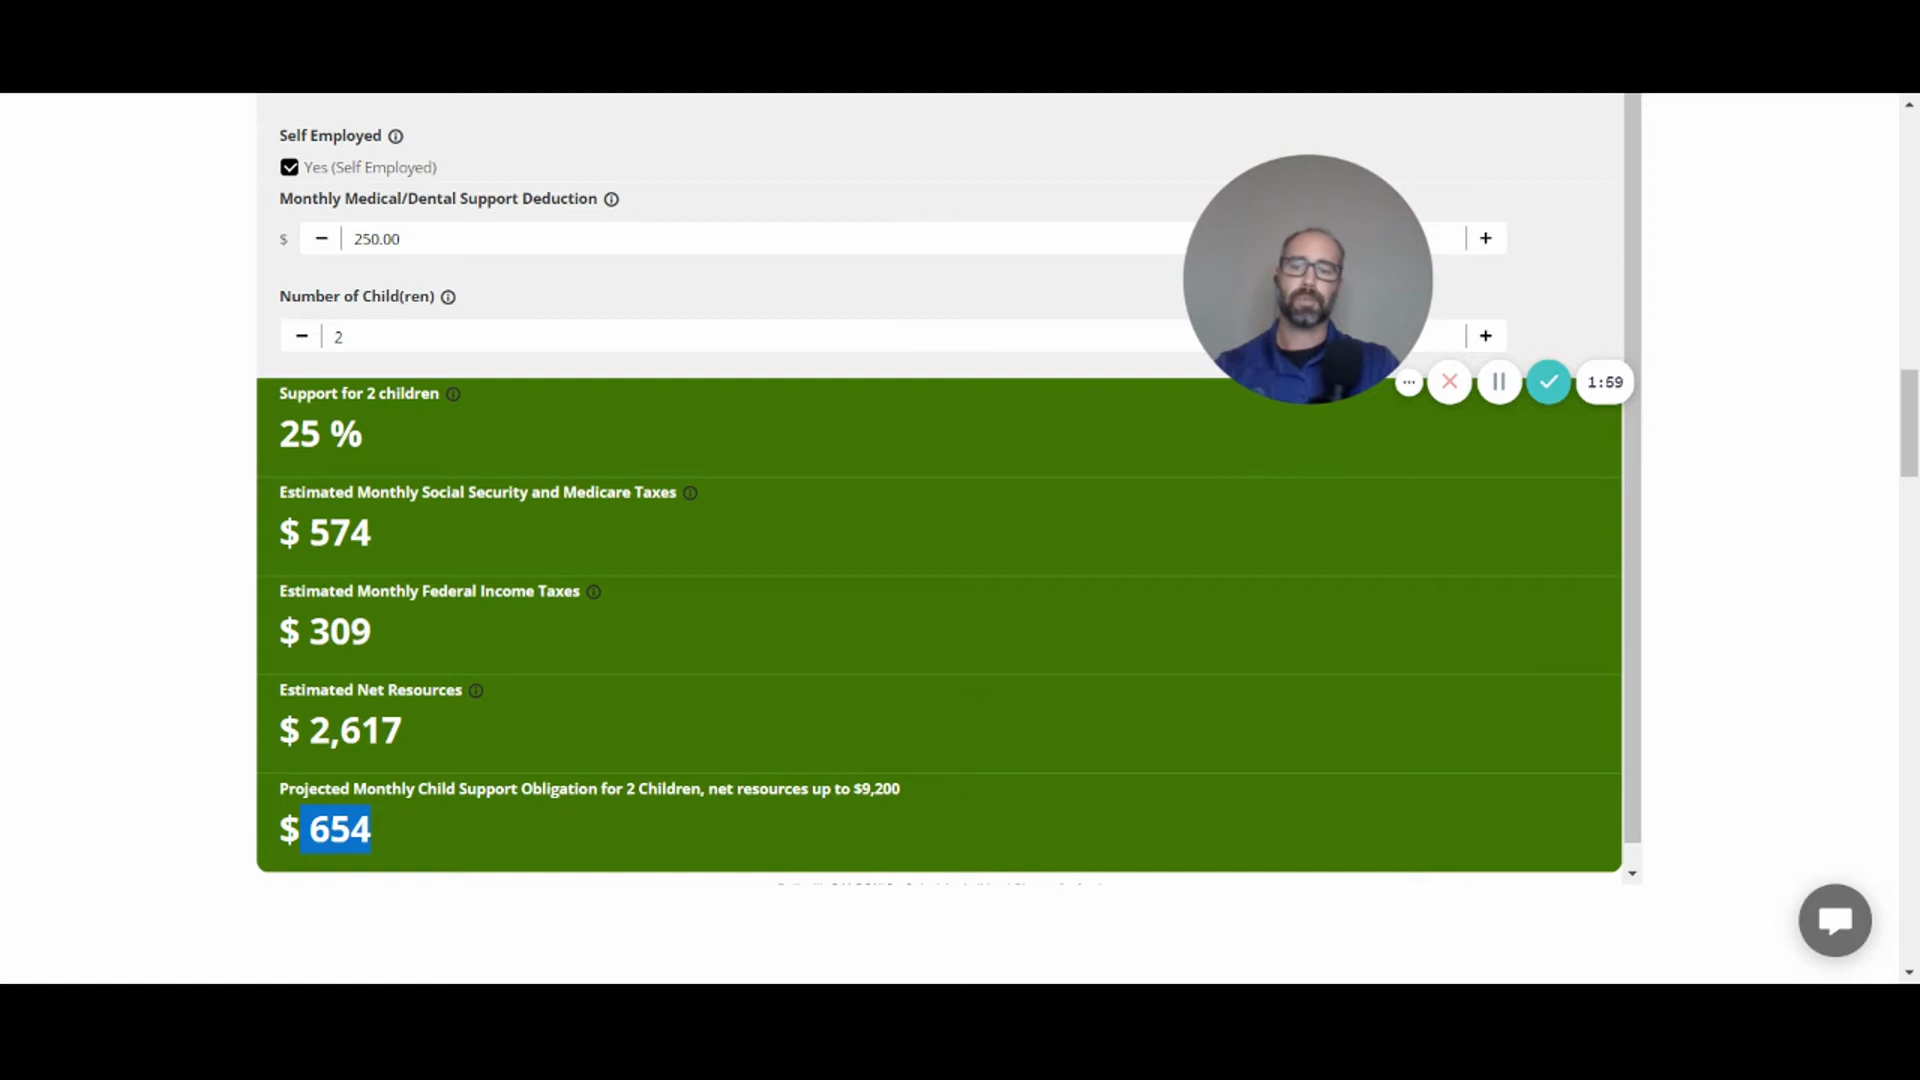 Self Employed
Yes (Self Employed)
Monthly Medical/Dental Support Deduction
$ − 250.00 +
Number of Child(ren)
− 2 +
1:59
Support for 2 children
25 %
Estimated Monthly Social Security and Medicare Taxes
$ 574
Estimated Monthly Federal Income Taxes
$ 309
Estimated Net Resources
$ 2,617
Projected Monthly Child Support Obligation for 2 Children, net resources up to $9,200
$ 654